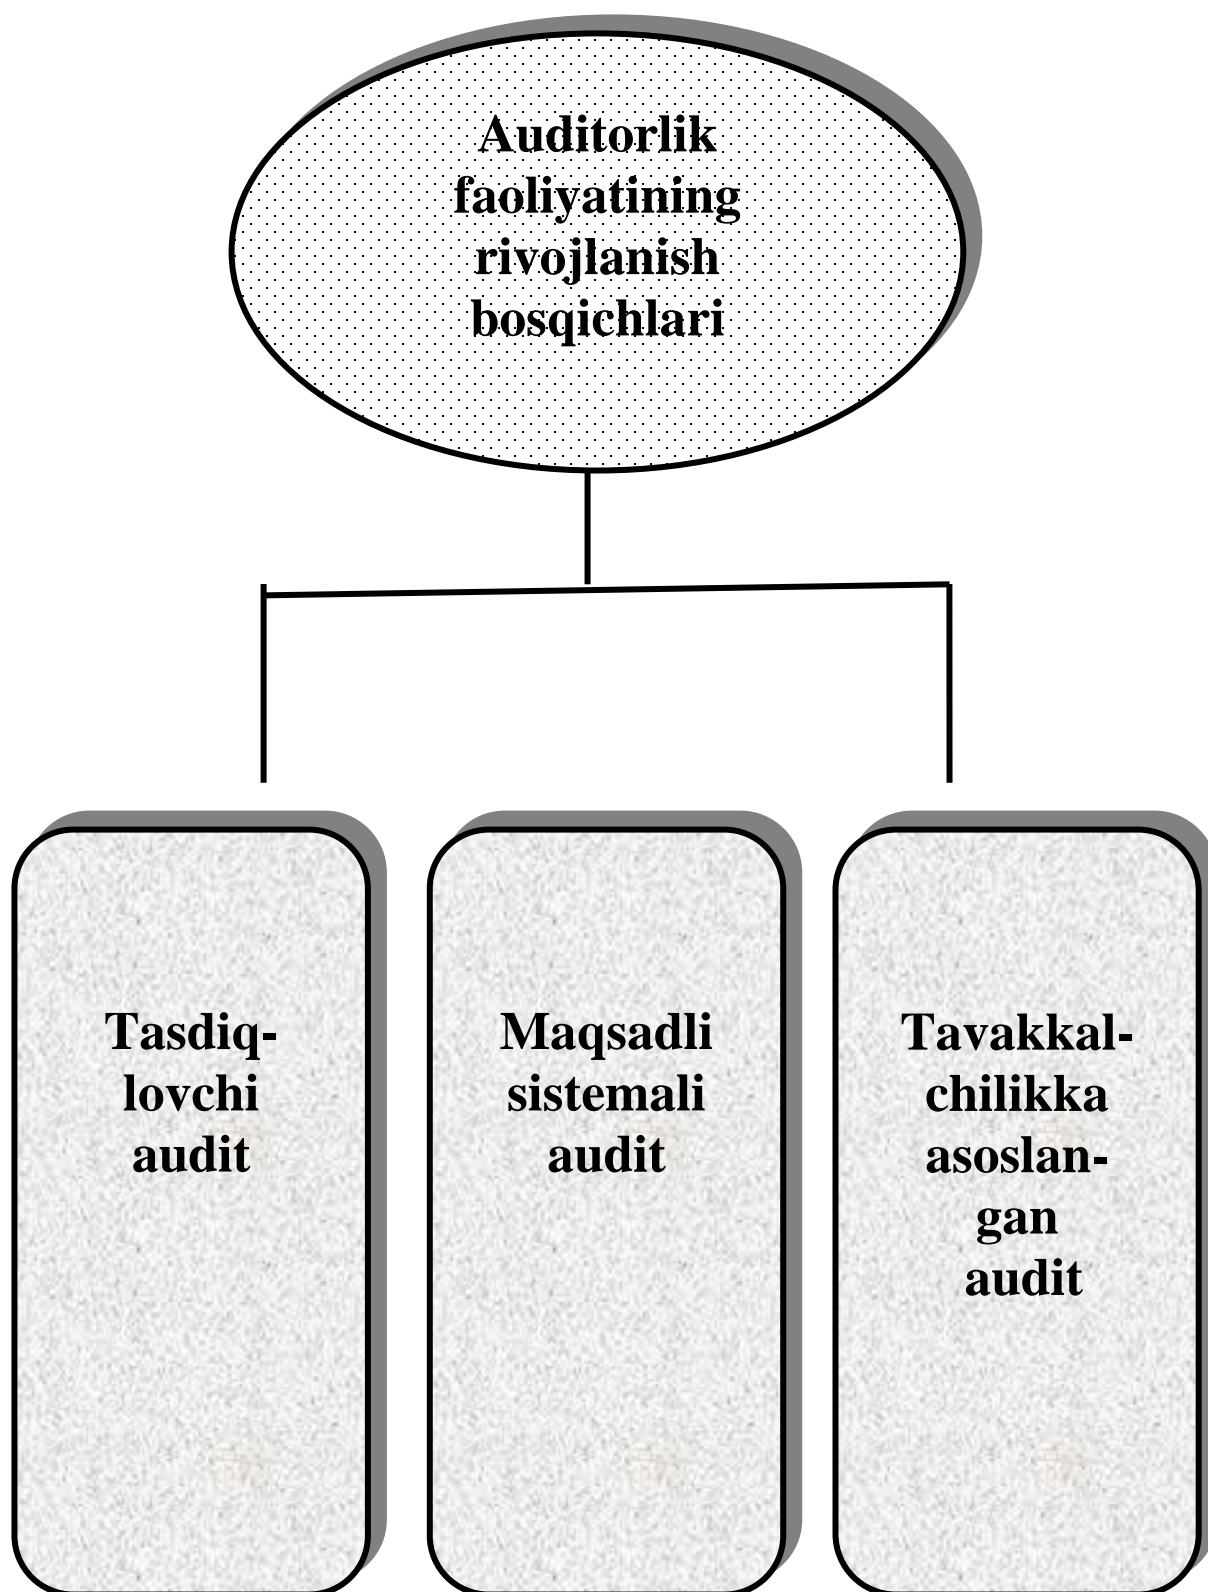 Auditorlik
faoliyatining
rivojlanish
bosqichlari
Tasdiq-
lovchi
audit
Maqsadli
sistemali
audit
Tavakkal-
chilikka
asoslan-
gan
audit